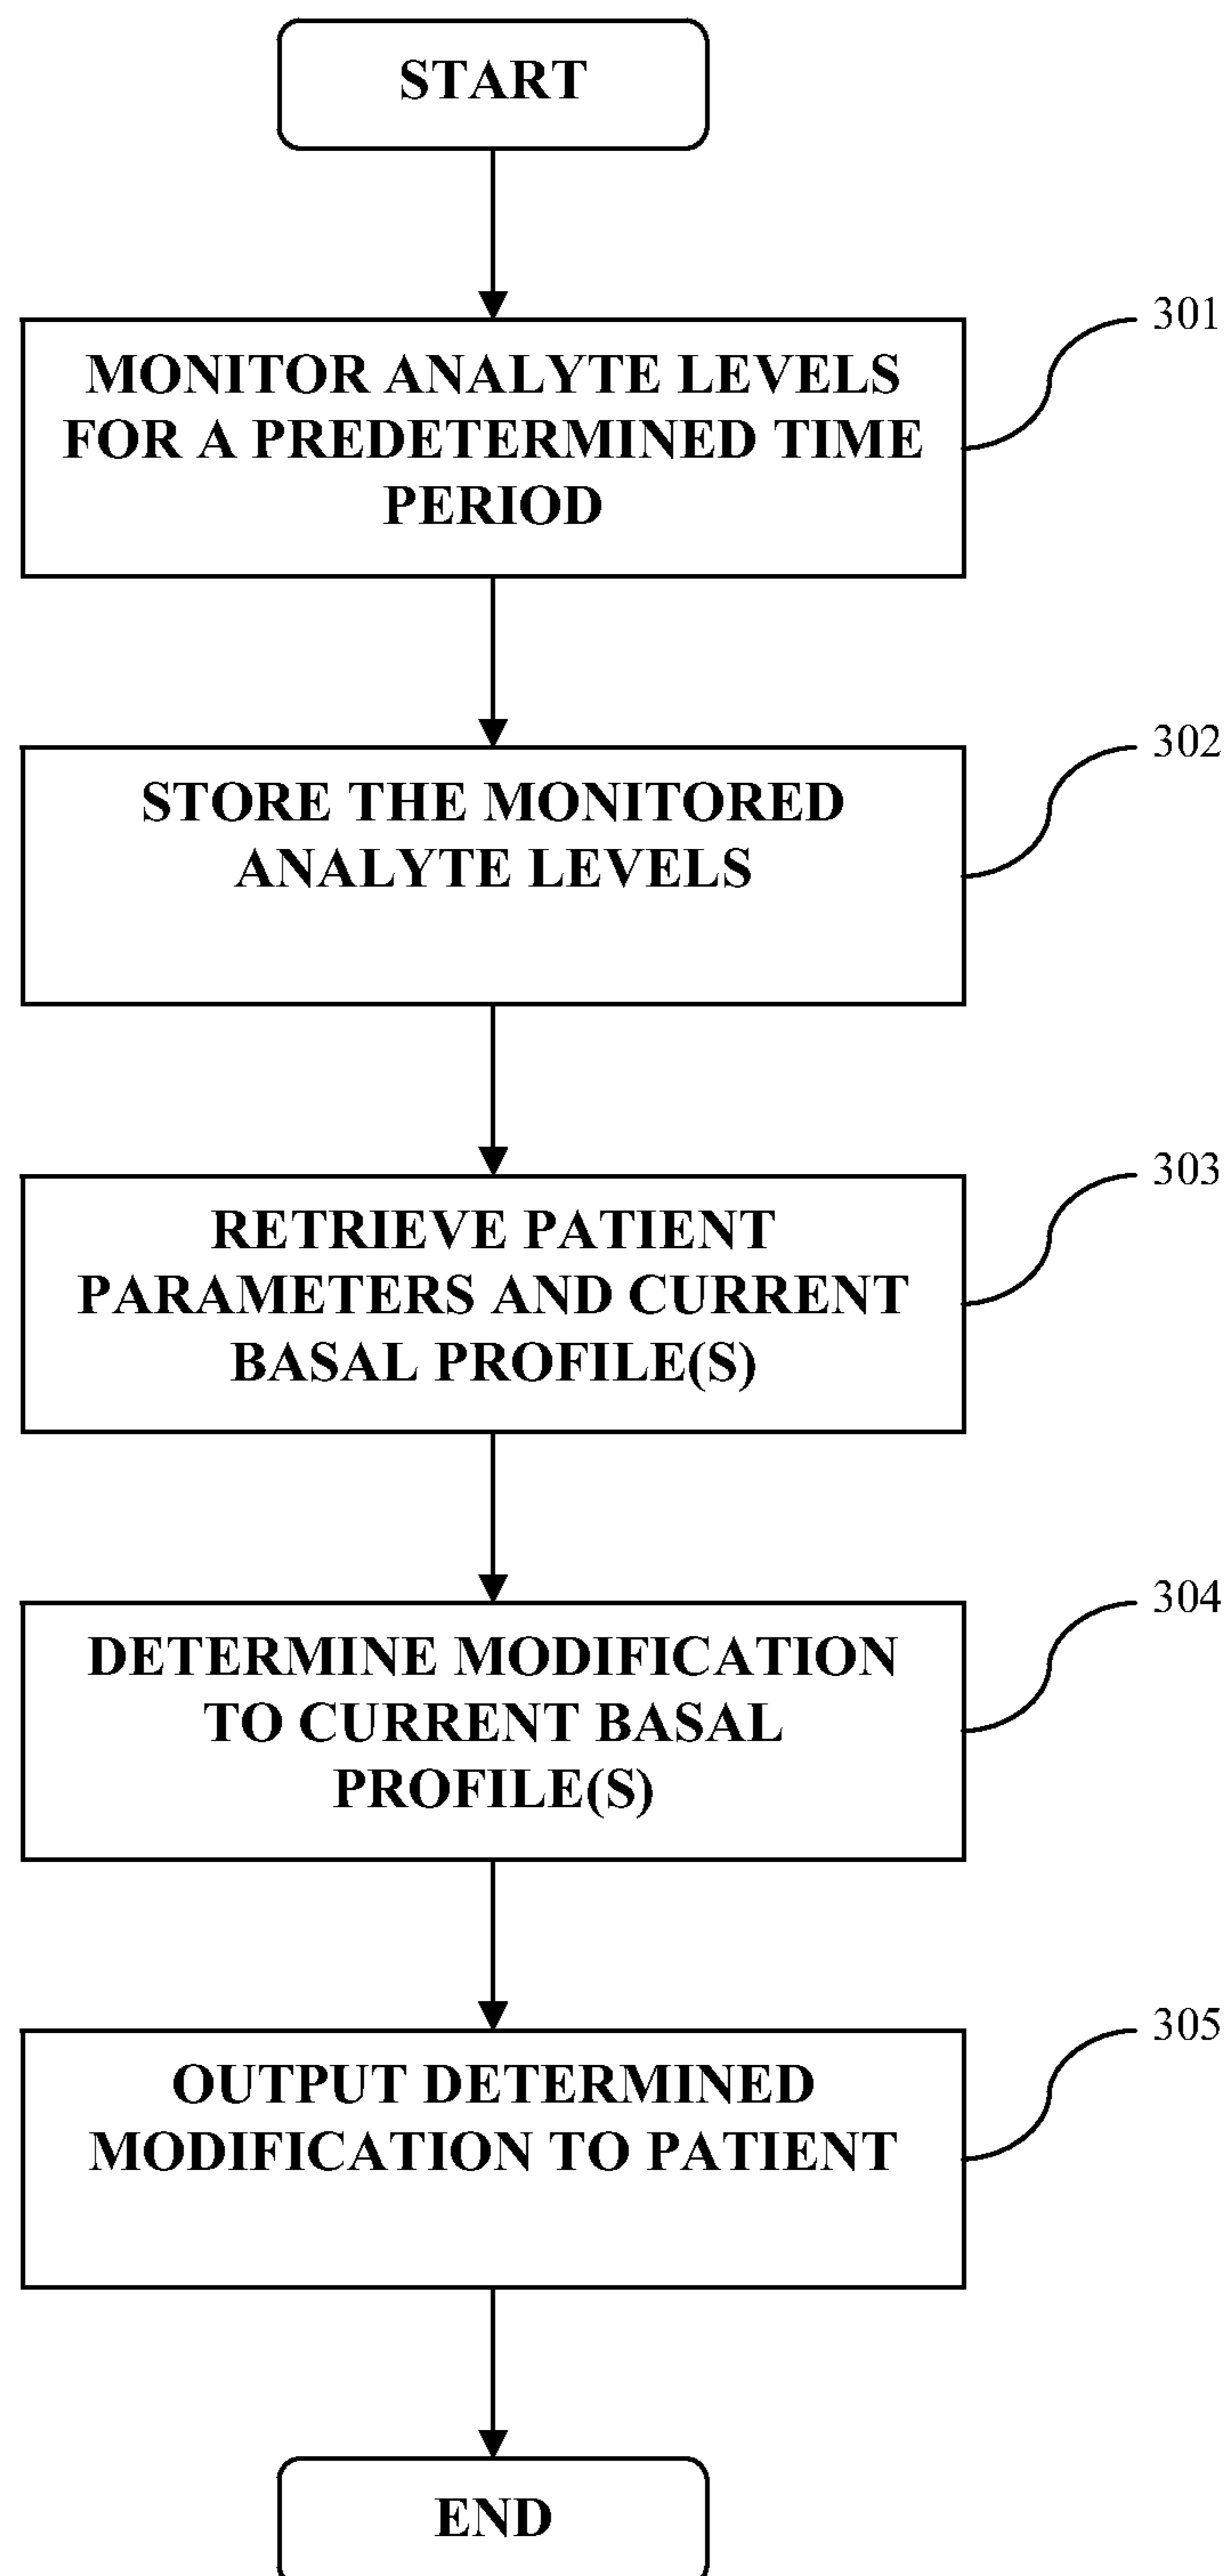 START
301
MONITOR ANALYTE LEVELS
FOR A PREDETERMINED TIME
PERIOD
302
STORE THE MONITORED
ANALYTE LEVELS
303
RETRIEVE PATIENT
PARAMETERS AND CURRENT
BASAL PROFILE(S)
304
DETERMINE MODIFICATION
TO CURRENT BASAL
PROFILE(S)
305
OUTPUT DETERMINED
MODIFICATION TO PATIENT
END